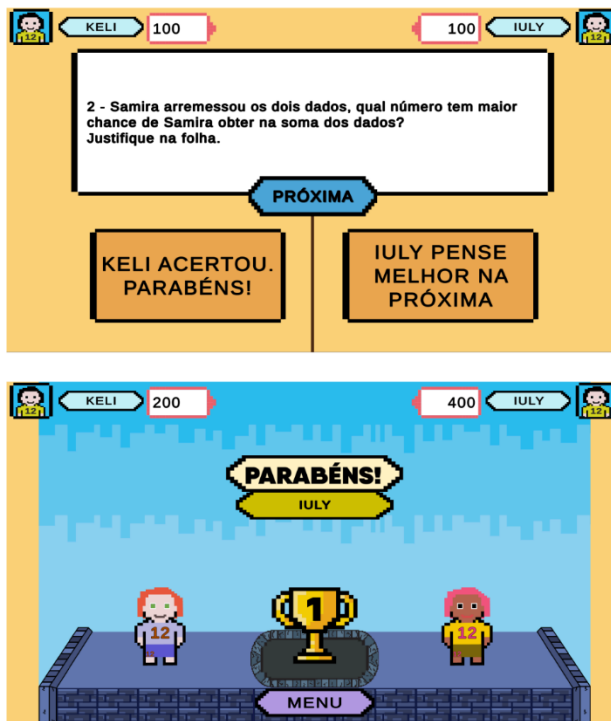 KELI 100
100 IULY
12
12
2 - Samira arremessou os dois dados, qual número tem maior
chance de Samira obter na soma dos dados?
Justifique na folha.
PRÓXIMA
KELI ACERTOU.
PARABÉNS!
IULY PENSE
MELHOR NA
PRÓXIMA
KELI 200
400 IULY
12
12
PARABÉNS!
IULY
1
12
12
MENU